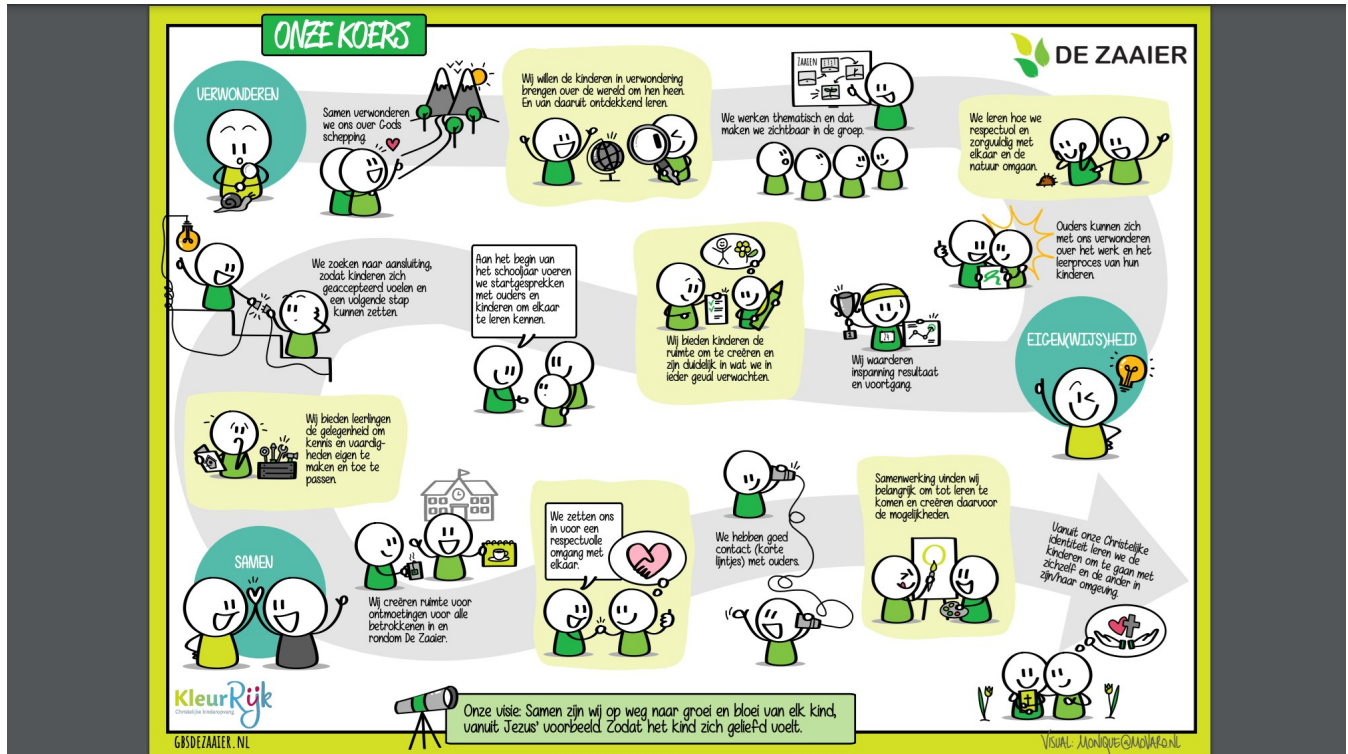 ONZE KOERS
DE ZAAIER
VERWONDEREN
Samen verwonderen
we ons over Gods
schepping.
Wij willen de kinderen in verwondering
brengen over de wereld om hen heen.
En van daaruit ontdekkend leren.
ZAAIEN
We werken thematisch en dat
maken we zichtbaar in de groep.
We leren hoe we
respectvol en
zorgvuldig met
elkaar en de
natuur omgaan.
Ouders kunnen zich
met ons verwonderen
over het werk en het
leerproces van hun
kinderen.
EIGEN(WIJS)HEID
Wij waarderen
inspanning resultaat
en voortgang.
Wij bieden kinderen de
ruimte om te creëren en
zijn duidelijk in wat we in
ieder geval verwachten.
Aan het begin van
het schooljaar voeren
we startgesprekken
met ouders en
kinderen om elkaar
te leren kennen.
We zoeken naar aansluiting,
zodat kinderen zich
geaccepteerd voelen en
een volgende stap
kunnen zetten.
Wij bieden leerlingen
de gelegenheid om
kennis en vaardig-
heden eigen te
maken en toe te
passen.
SAMEN
Wij creëren ruimte voor
ontmoetingen voor alle
betrokkenen in en
rondom De Zaaier.
We zetten ons
in voor een
respectvolle
omgang met
elkaar.
We hebben goed
contact (korte
lijntjes) met ouders.
Samenwerking vinden wij
belangrijk om tot leren te
komen en creëren daarvoor
de mogelijkheden.
Vanuit onze Christelijke
identiteit leren we de
kinderen om te gaan met
zichzelf en de ander in
zijn/haar omgeving.
KleurRijk
Christelijke kinderopvang
Onze visie: Samen zijn wij op weg naar groei en bloei van elk kind,
vanuit Jezus' voorbeeld. Zodat het kind zich geliefd voelt.
GBSDEZAAIER.NL
VISUAL: MONIQUE@MOVARO.NL